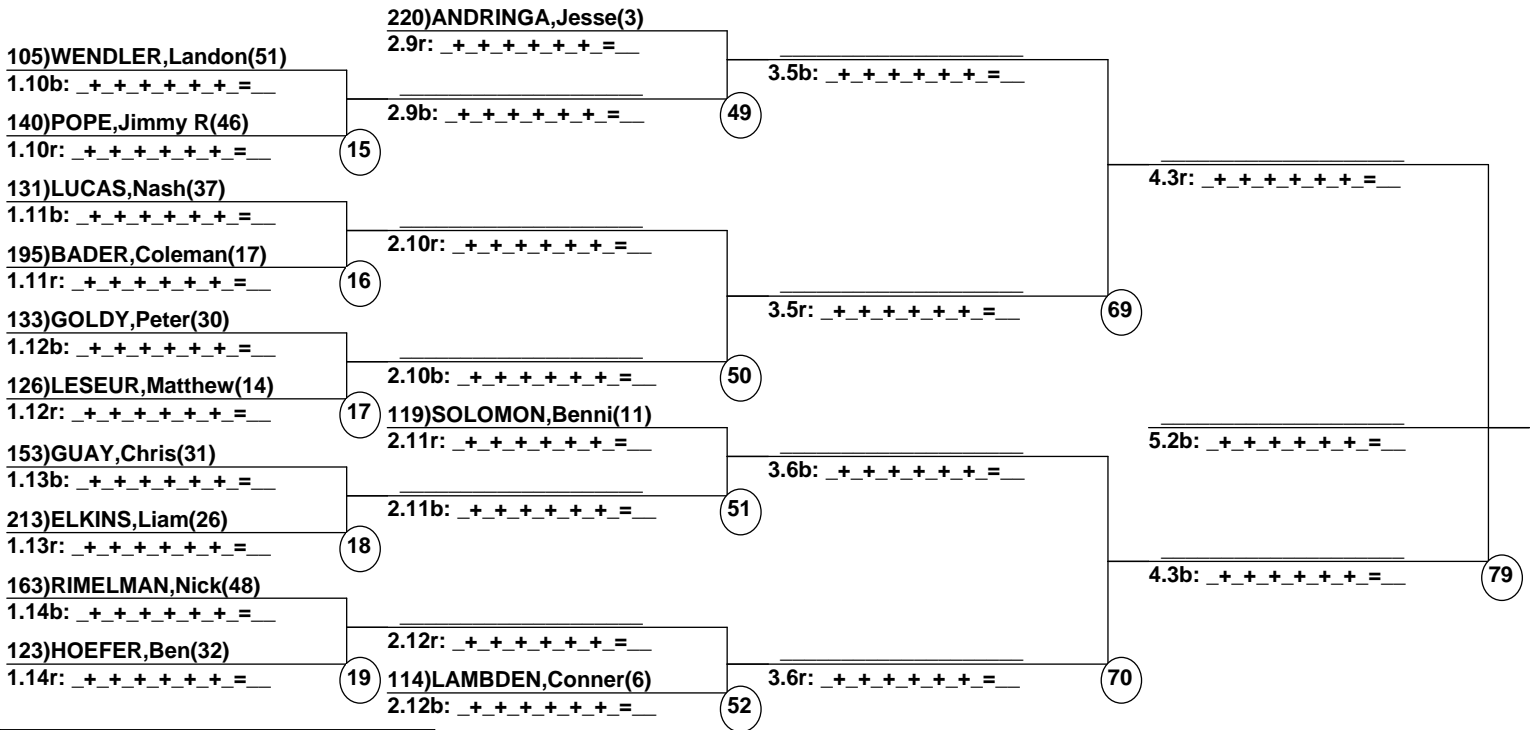 220)ANDRINGA,Jesse(3)
2.9r: _+_+_+_+_+_=__
105)WENDLER,Landon(51)
1.10b: _+_+_+_+_+_=__
2.9b: _+_+_+_+_+_=__
49
140)POPE,Jimmy R(46)
1.10r: _+_+_+_+_+_=__
15
3.5b: _+_+_+_+_+_=__
131)LUCAS,Nash(37)
1.11b: _+_+_+_+_+_=__
2.10r: _+_+_+_+_+_=__
195)BADER,Coleman(17)
1.11r: _+_+_+_+_+_=__
16
4.3r: _+_+_+_+_+_=__
133)GOLDY,Peter(30)
1.12b: _+_+_+_+_+_=__
3.5r: _+_+_+_+_+_=__
69
2.10b: _+_+_+_+_+_=__
50
126)LESEUR,Matthew(14)
1.12r: _+_+_+_+_+_=__
17
119)SOLOMON,Benni(11)
2.11r: _+_+_+_+_+_=__
5.2b: _+_+_+_+_+_=__
153)GUAY,Chris(31)
1.13b: _+_+_+_+_+_=__
3.6b: _+_+_+_+_+_=__
2.11b: _+_+_+_+_+_=__
51
213)ELKINS,Liam(26)
1.13r: _+_+_+_+_+_=__
18
163)RIMELMAN,Nick(48)
1.14b: _+_+_+_+_+_=__
4.3b: _+_+_+_+_+_=__
79
2.12r: _+_+_+_+_+_=__
123)HOEFER,Ben(32)
1.14r: _+_+_+_+_+_=__
19
114)LAMBDEN,Conner(6)
2.12b: _+_+_+_+_+_=__
52
3.6r: _+_+_+_+_+_=__
70